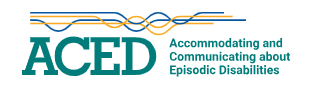 ACED
Accommodating and
Communicating about
Episodic Disabilities